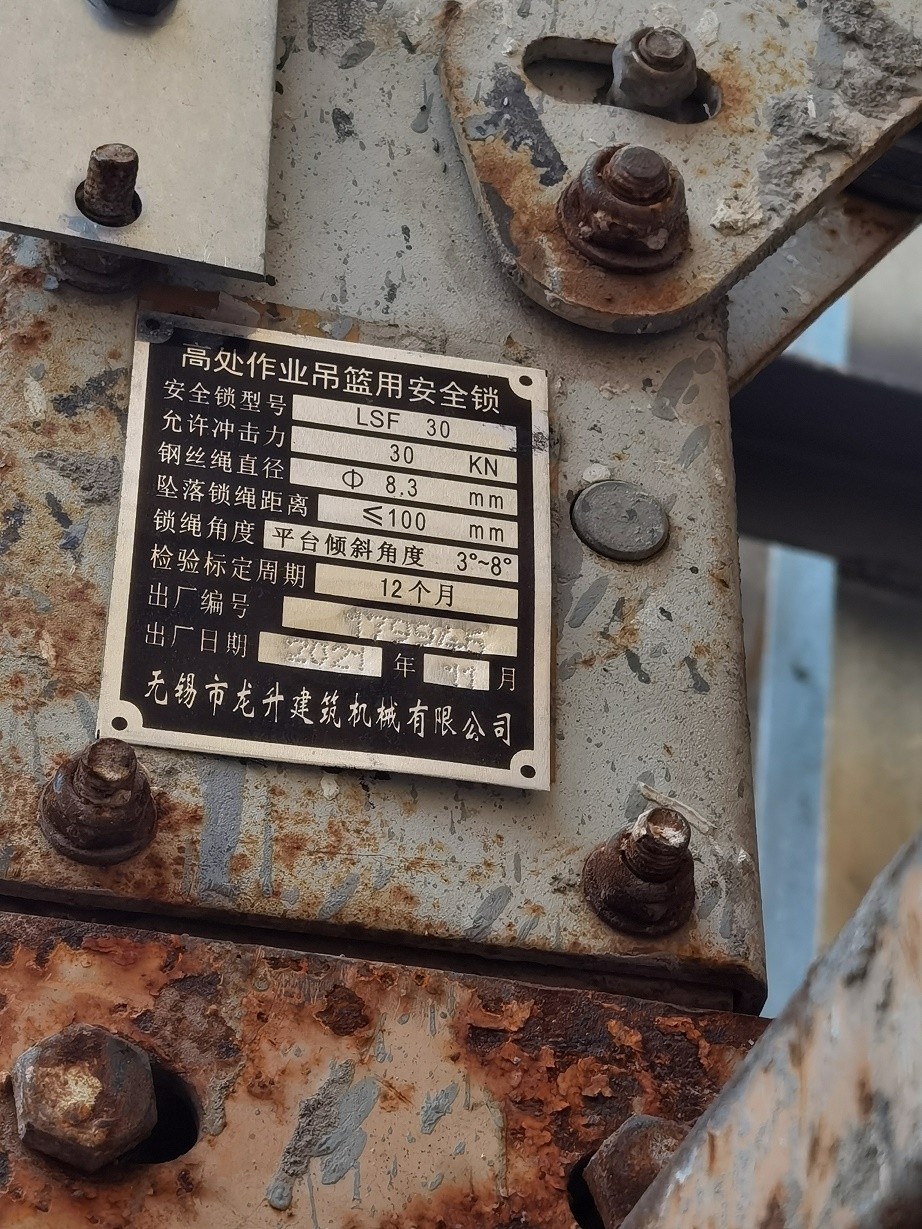 高处作业吊篮用安全锁
安全锁型号 LSF 30
允许冲击力 30 KN
钢丝绳直径 Φ 8.3 mm
坠落锁绳距离 ≤100 mm
锁绳角度 平台倾斜角度 3°~8°
检验标定周期 12个月
出厂编号
出厂日期 2021 年 11 月
无锡市龙升建筑机械有限公司